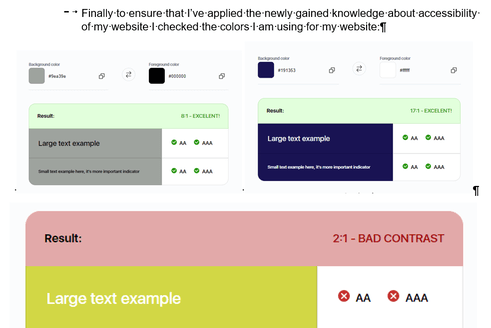 - → Finally·to·ensure·that·I've·applied·the·newly·gained·knowledge·about·accessibility·
of·my·website·I·checked·the·colors·I·am·using·for·my·website:¶
Background color
Foreground color
#9ea39e
#000000
Result:
8:1 - EXCELENT!
Large text example
AA
AAA
Small text example here, it's more important indicator
AA
AAA
Background color
Foreground color
#191353
#ffffff
Result:
17:1 - EXCELENT!
Large text example
AA
AAA
Small text example here, it's more important indicator
AA
AAA
¶
Result:
2:1 - BAD CONTRAST
Large text example
AA
AAA